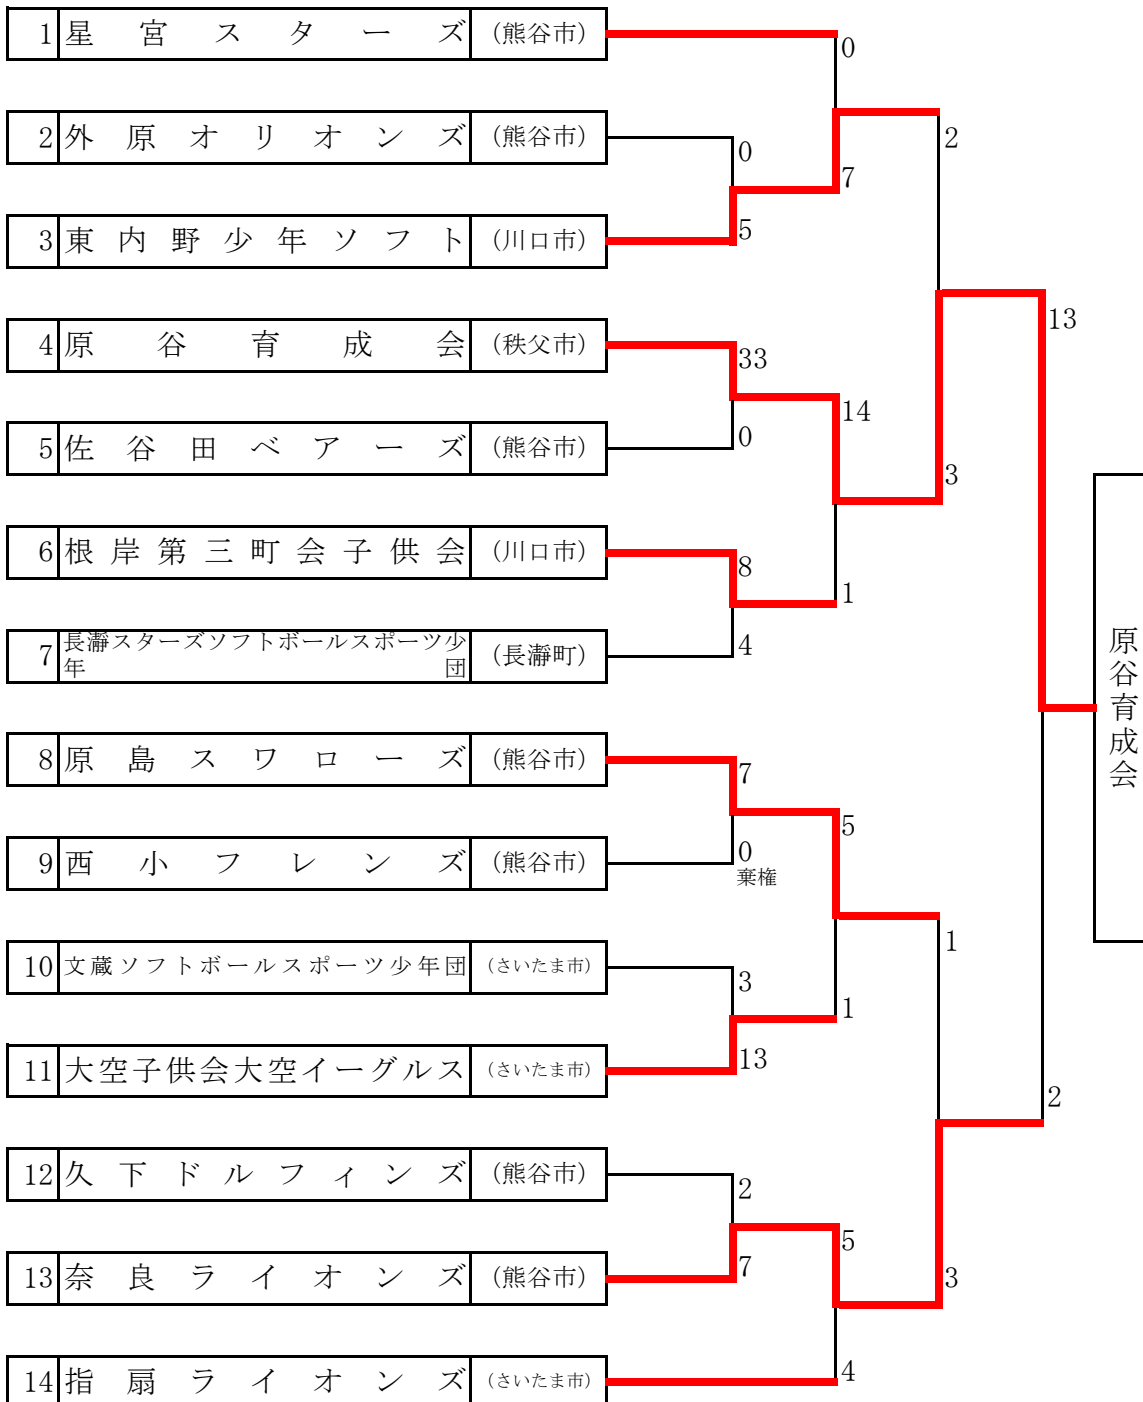 1 星宮スターズ (熊谷市)
0
2 外原オリオンズ (熊谷市)
0
2
7
3 東内野少年ソフト (川口市)
5
13
4 原谷育成会 (秩父市)
33
14
5 佐谷田ベアーズ (熊谷市)
0
3
6 根岸第三町会子供会 (川口市)
8
1
7 長瀞スターズソフトボールスポーツ少年団 (長瀞町)
4
原谷育成会
8 原島スワローズ (熊谷市)
7
5
9 西小フレンズ (熊谷市)
0
棄権
1
10 文蔵ソフトボールスポーツ少年団 (さいたま市)
3
1
11 大空子供会大空イーグルス (さいたま市)
13
2
12 久下ドルフィンズ (熊谷市)
2
5
13 奈良ライオンズ (熊谷市)
7
3
14 指扇ライオンズ (さいたま市)
4